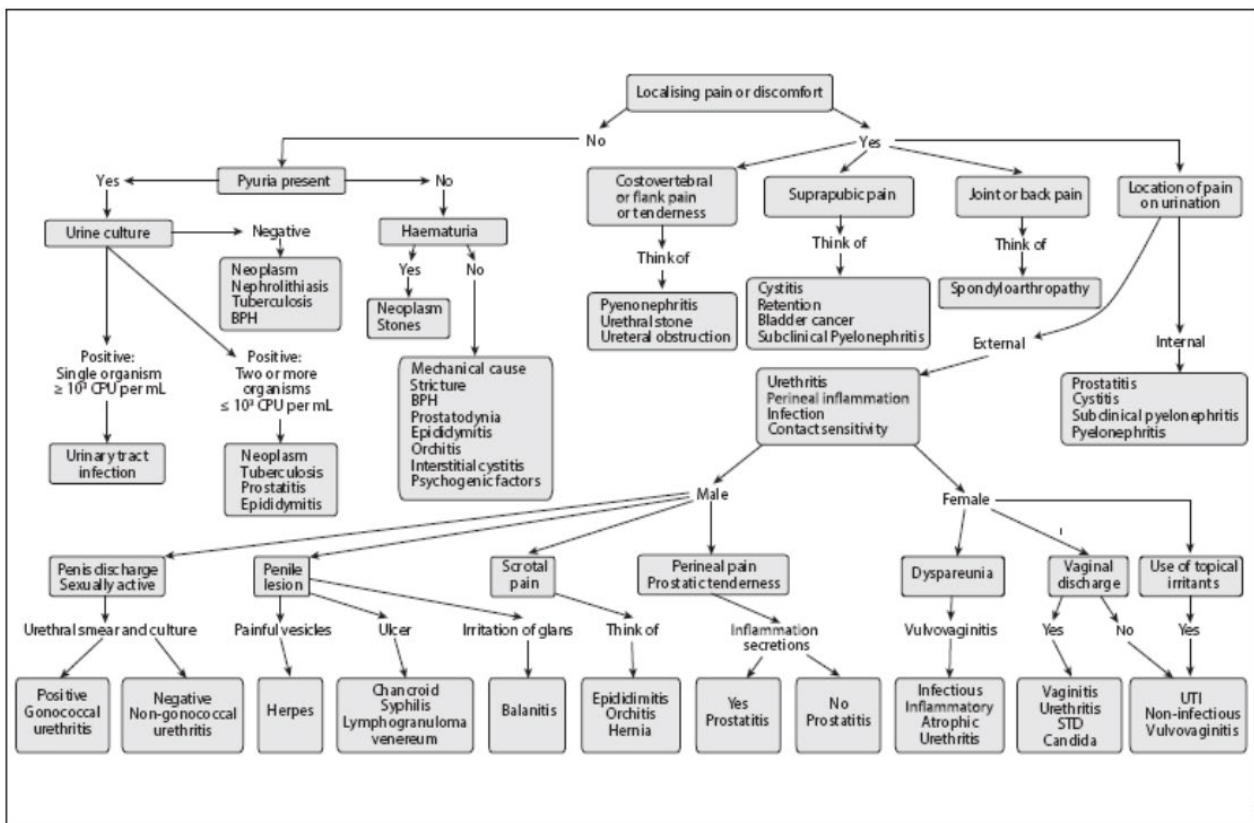 Localising pain or discomfort
No
Yes
Yes
Pyuria present
No
Costovertebral
or flank pain
or tenderness
Suprapubic pain
Joint or back pain
Location of pain
on urination
Urine culture
Negative
Haematuria
Think of
Think of
Think of
Neoplasm
Nephrolithiasis
Tuberculosis
BPH
Yes
No
Neoplasm
Stones
Pyenonephritis
Urethral stone
Ureteral obstruction
Cystitis
Retention
Bladder cancer
Subclinical Pyelonephritis
Spondyloarthropathy
External
Internal
Positive:
Single organism
≥ 10³ CPU per mL
Positive:
Two or more
organisms
≤ 10³ CPU per mL
Mechanical cause
Stricture
BPH
Prostatodynia
Epididymitis
Orchitis
Interstitial cystitis
Psychogenic factors
Urethritis
Perineal inflammation
Infection
Contact sensitivity
Prostatitis
Cystitis
Subclinical pyelonephritis
Pyelonephritis
Urinary tract
infection
Neoplasm
Tuberculosis
Prostatitis
Epididymitis
Male
Female
Penis discharge
Sexually active
Penile
lesion
Scrotal
pain
Perineal pain
Prostatic tenderness
Dyspareunia
Vaginal
discharge
Use of topical
irritants
Urethral smear and culture
Painful vesicles
Ulcer
Irritation of glans
Think of
Inflammation
secretions
Vulvovaginitis
Yes
No
Yes
Positive
Gonococcal
urethritis
Negative
Non-gonococcal
urethritis
Herpes
Chancroid
Syphilis
Lymphogranuloma
venereum
Balanitis
Epididimitis
Orchitis
Hernia
Yes
Prostatitis
No
Prostatitis
Infectious
Inflammatory
Atrophic
Urethritis
Vaginitis
Urethritis
STD
Candida
UTI
Non-infectious
Vulvovaginitis